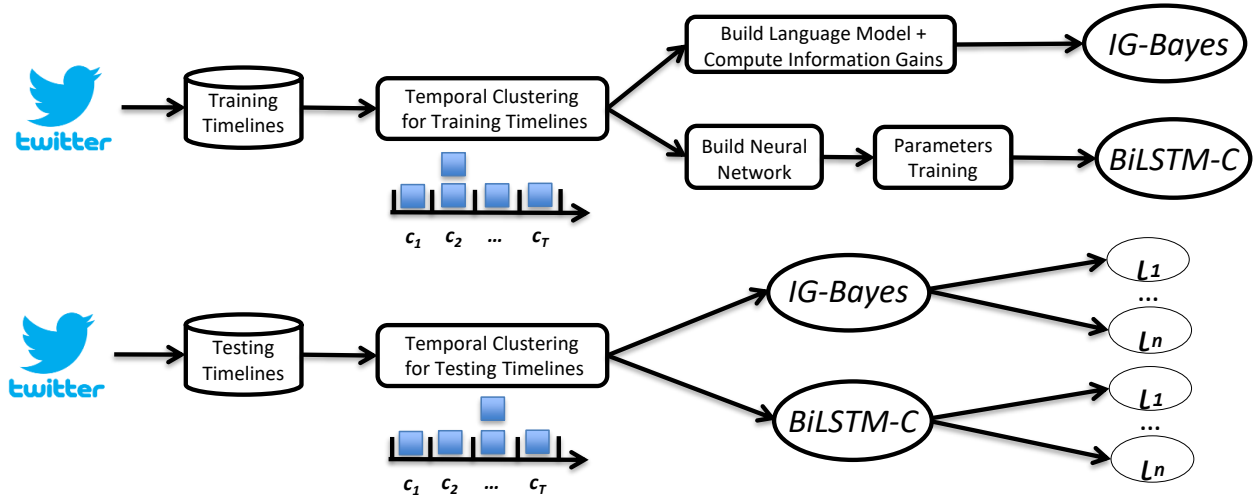 Build Language Model +
Compute Information Gains
IG-Bayes
twitter
Training
Timelines
Temporal Clustering
for Training Timelines
Build Neural
Network
Parameters
Training
BiLSTM-C
c1 c2 ... cT
twitter
Testing
Timelines
Temporal Clustering
for Testing Timelines
c1 c2 ... cT
IG-Bayes
l1
...
ln
BiLSTM-C
l1
...
ln